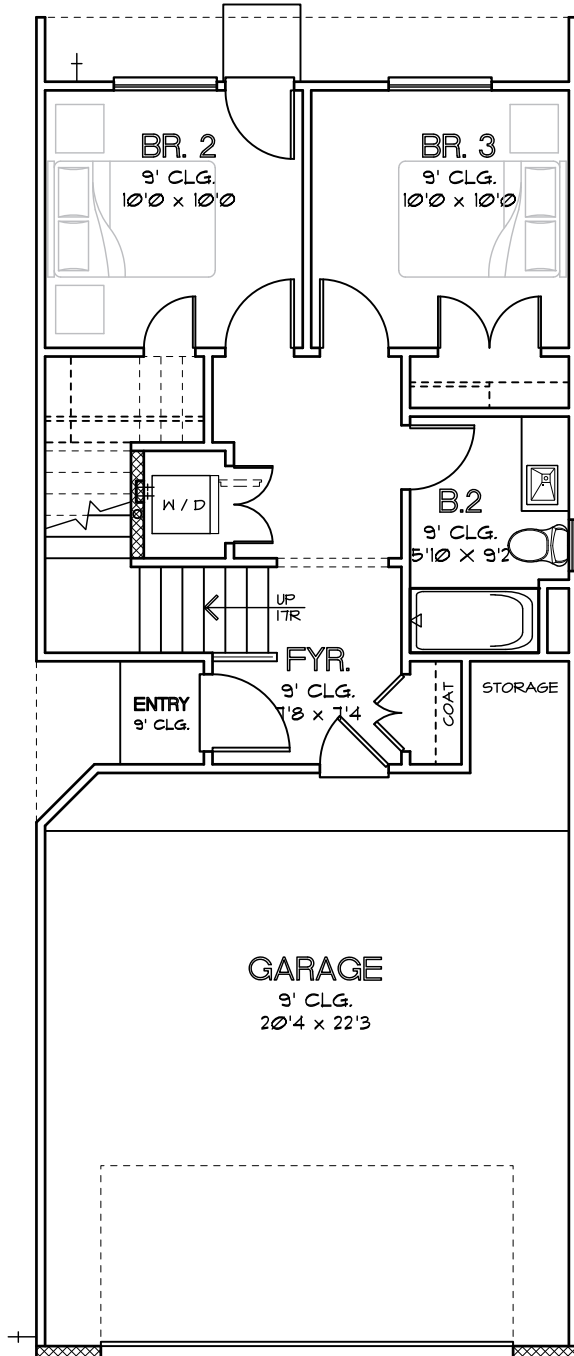 BR. 2
9' CLG.
10'0 x 10'0
BR. 3
9' CLG.
10'0 x 10'0
W / D
B.2
9' CLG.
5'10 x 9'2
UP
17R
FYR.
9' CLG.
7'8 x 7'4
ENTRY
9' CLG.
COAT
STORAGE
GARAGE
9' CLG.
20'4 x 22'3